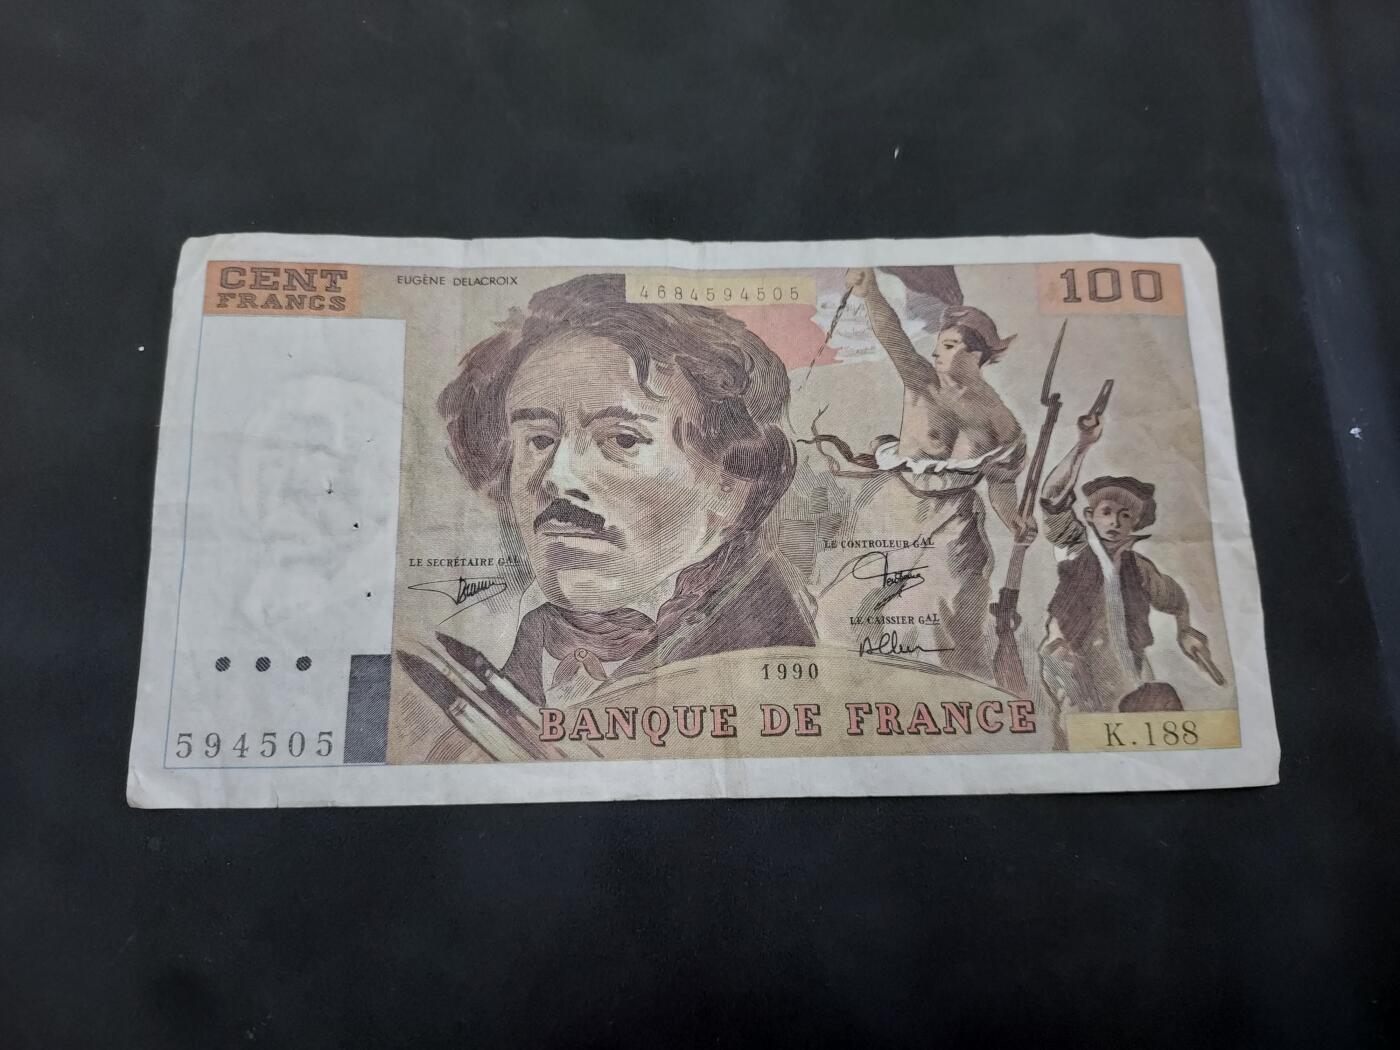 CENT
FRANCS
EUGÈNE DELACROIX
4684594505
100
LE SECRÉTAIRE GAL
LE CONTROLEUR GAL
LE CAISSIER GAL
1990
BANQUE DE FRANCE
594505
K.188